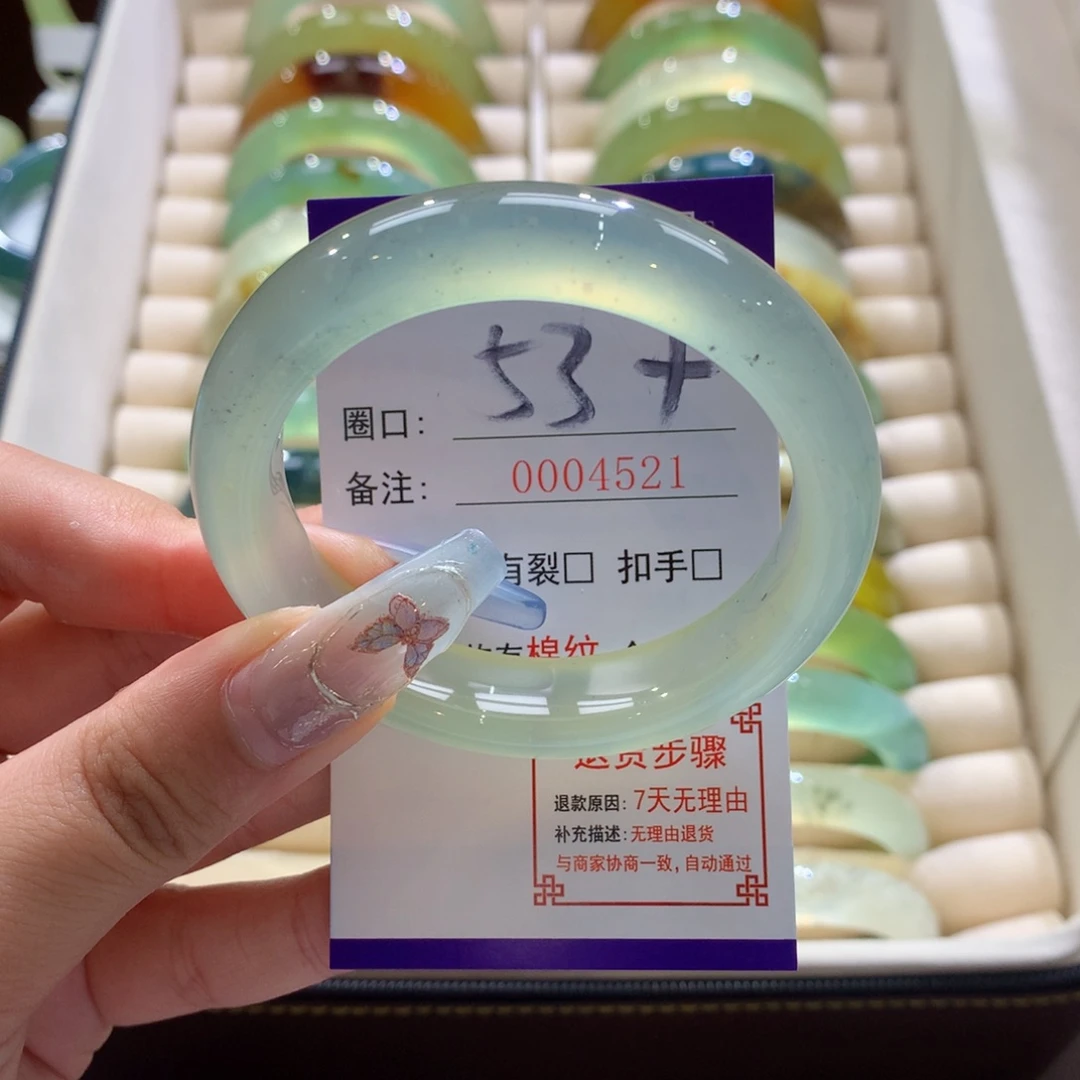 圈口: 53+
备注: 0004521
有裂□ 扣手□
棉纹
退货步骤
退款原因: 7天无理由
补充描述: 无理由退货
与商家协商一致, 自动通过